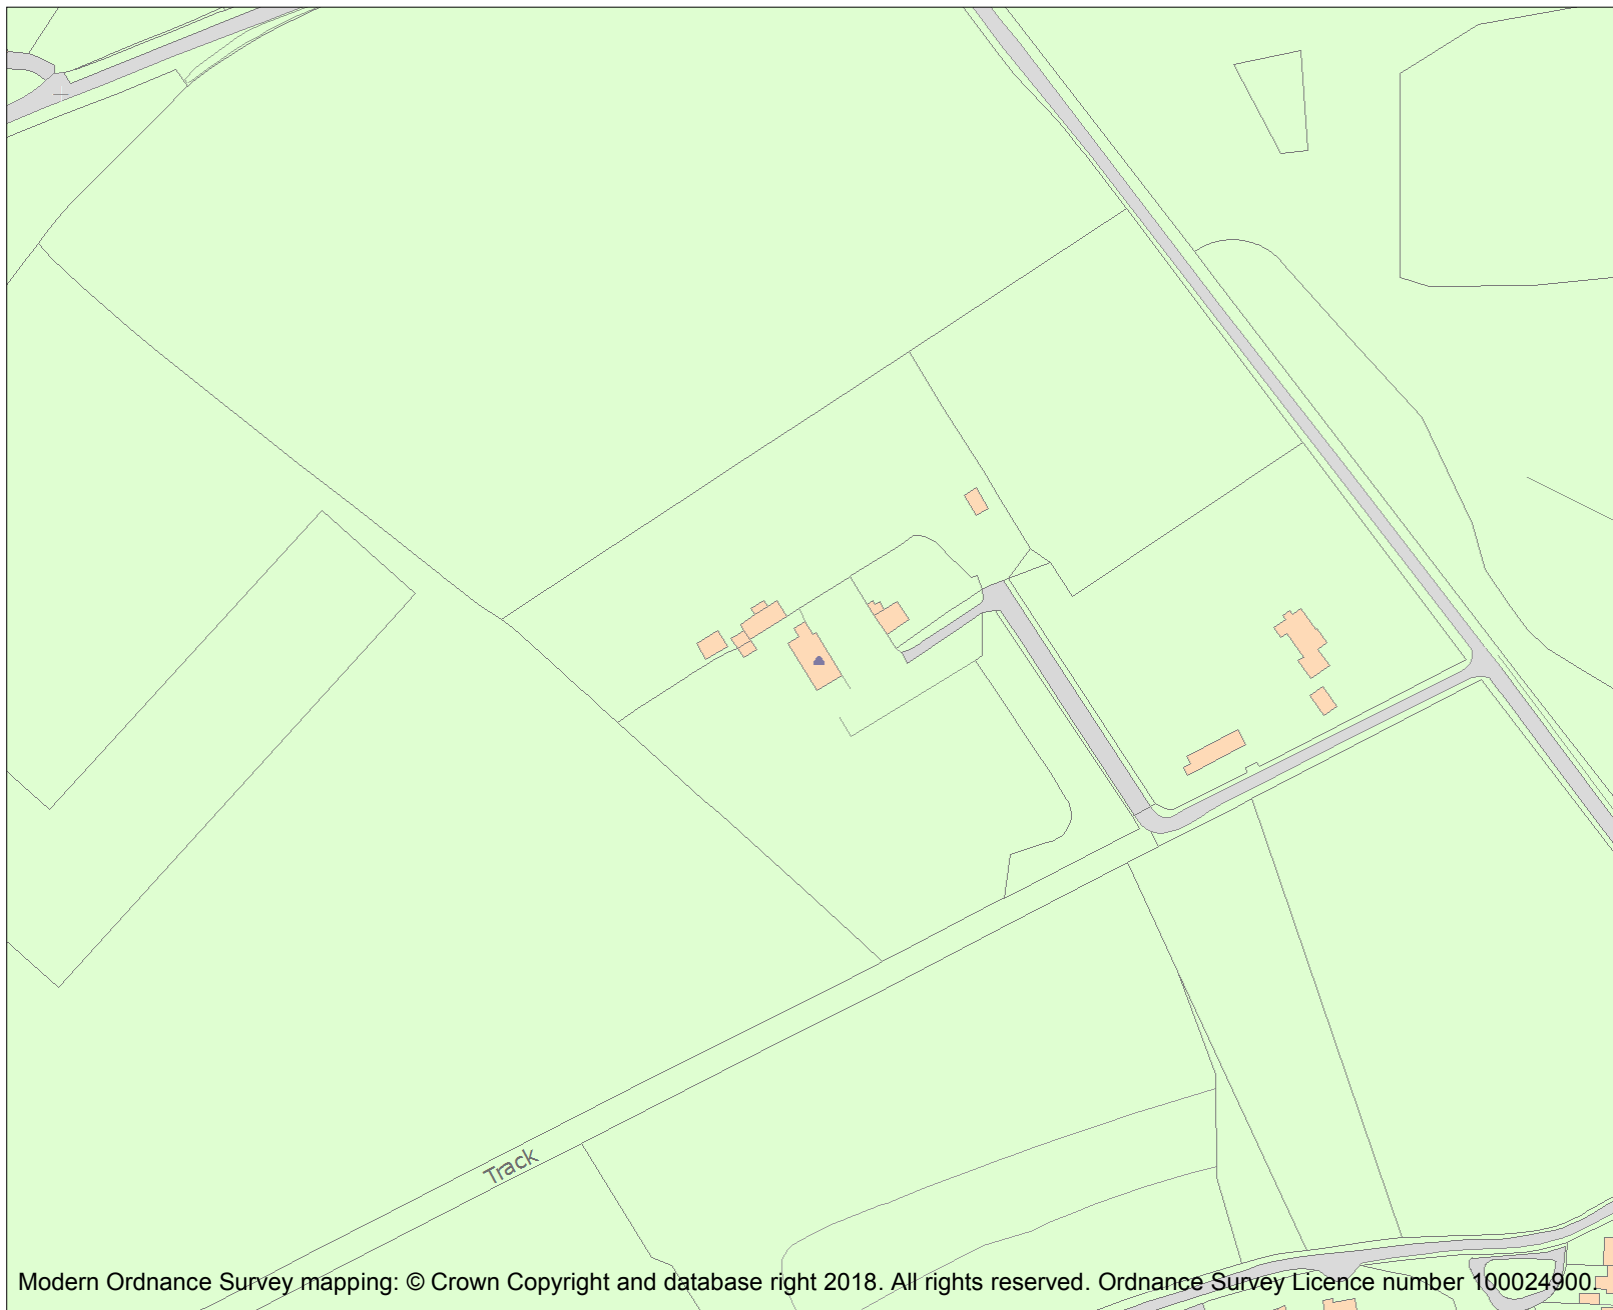 Track
Modern Ordnance Survey mapping: © Crown Copyright and database right 2018. All rights reserved. Ordnance Survey Licence number 100024900.